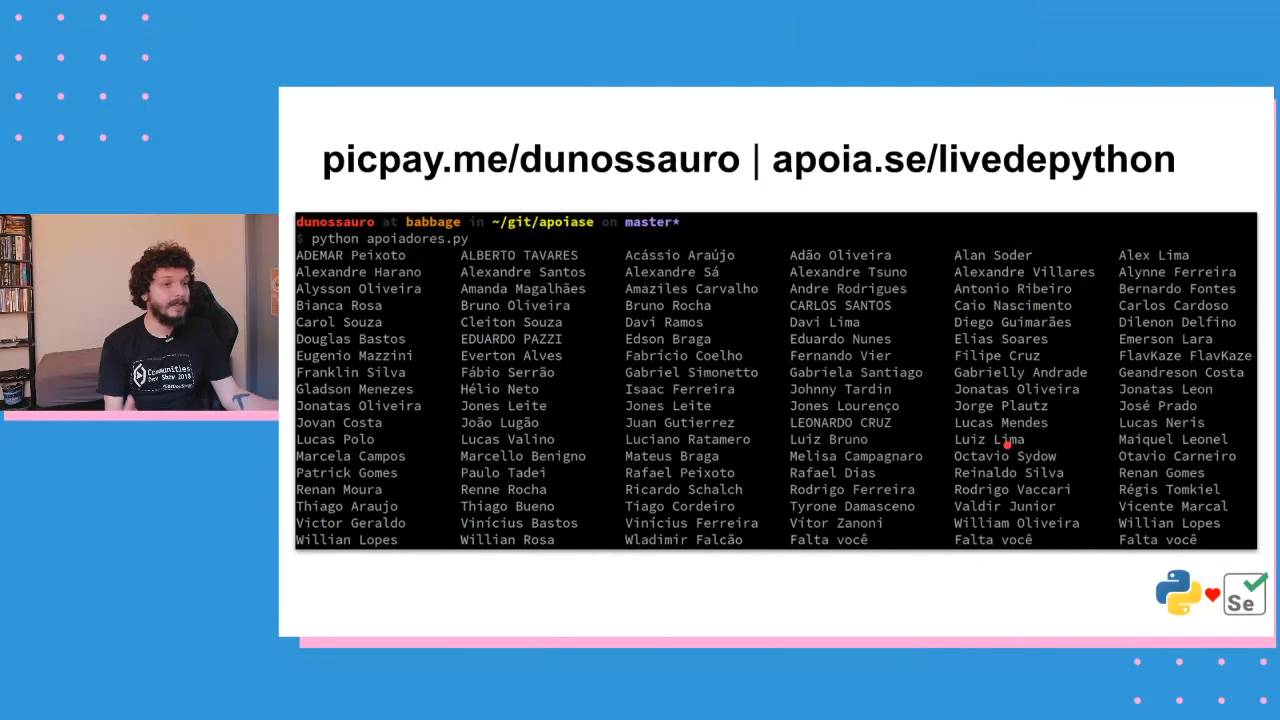 picpay.me/dunossauro | apoia.se/livedepython
dunossauro at babbage in ~/git/apoiase on master*
$ python apoiadores.py
ADEMAR Peixoto ALBERTO TAVARES Acássio Araújo Adão Oliveira Alan Soder Alex Lima
Alexandre Harano Alexandre Santos Alexandre Sá Alexandre Tsuno Alexandre Villares Alynne Ferreira
Alysson Oliveira Amanda Magalhães Amaziles Carvalho Andre Rodrigues Antonio Ribeiro Bernardo Fontes
Bianca Rosa Bruno Oliveira Bruno Rocha CARLOS SANTOS Caio Nascimento Carlos Cardoso
Carol Souza Cleiton Souza Davi Ramos Davi Lima Diego Guimarães Dilenon Delfino
Douglas Bastos EDUARDO PAZZI Edson Braga Eduardo Nunes Elias Soares Emerson Lara
Eugenio Mazzini Everton Alves Fabrício Coelho Fernando Vier Filipe Cruz FlavKaze FlavKaze
Franklin Silva Fábio Serrão Gabriel Simonetto Gabriela Santiago Gabrielly Andrade Geandreson Costa
Gladson Menezes Hélio Neto Isaac Ferreira Johnny Tardin Jonatas Oliveira Jonatas Leon
Jonatas Oliveira Jones Leite Jones Leite Jones Lourenço Jorge Plautz José Prado
Jovan Costa João Lugão Juan Gutierrez LEONARDO CRUZ Lucas Mendes Lucas Neris
Lucas Polo Lucas Valino Luciano Ratamero Luiz Bruno Luiz Lima Maiquel Leonel
Marcela Campos Marcello Benigno Mateus Braga Melisa Campagnaro Octavio Sydow Otavio Carneiro
Patrick Gomes Paulo Tadei Rafael Peixoto Rafael Dias Reinaldo Silva Renan Gomes
Renan Moura Renne Rocha Ricardo Schalch Rodrigo Ferreira Rodrigo Vaccari Régis Tomkiel
Thiago Araujo Thiago Bueno Tiago Cordeiro Tyrone Damasceno Valdir Junior Vicente Marcal
Victor Geraldo Vinícius Bastos Vinícius Ferreira Vítor Zanoni William Oliveira Willian Lopes
Willian Lopes Willian Rosa Wladimir Falcão Falta você Falta você Falta você
Communities
Dev Show 2018
Se